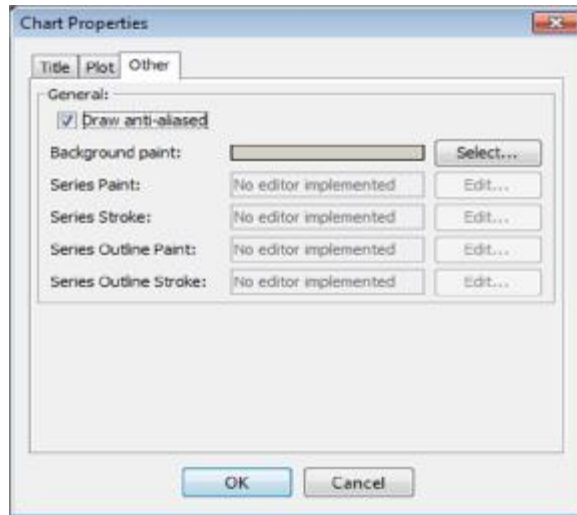 Chart Properties
Title Plot Other
General:
Draw anti-aliased
Background paint: Select...
Series Paint: No editor implemented Edit...
Series Stroke: No editor implemented Edit...
Series Outline Paint: No editor implemented Edit...
Series Outline Stroke: No editor implemented Edit...
OK Cancel